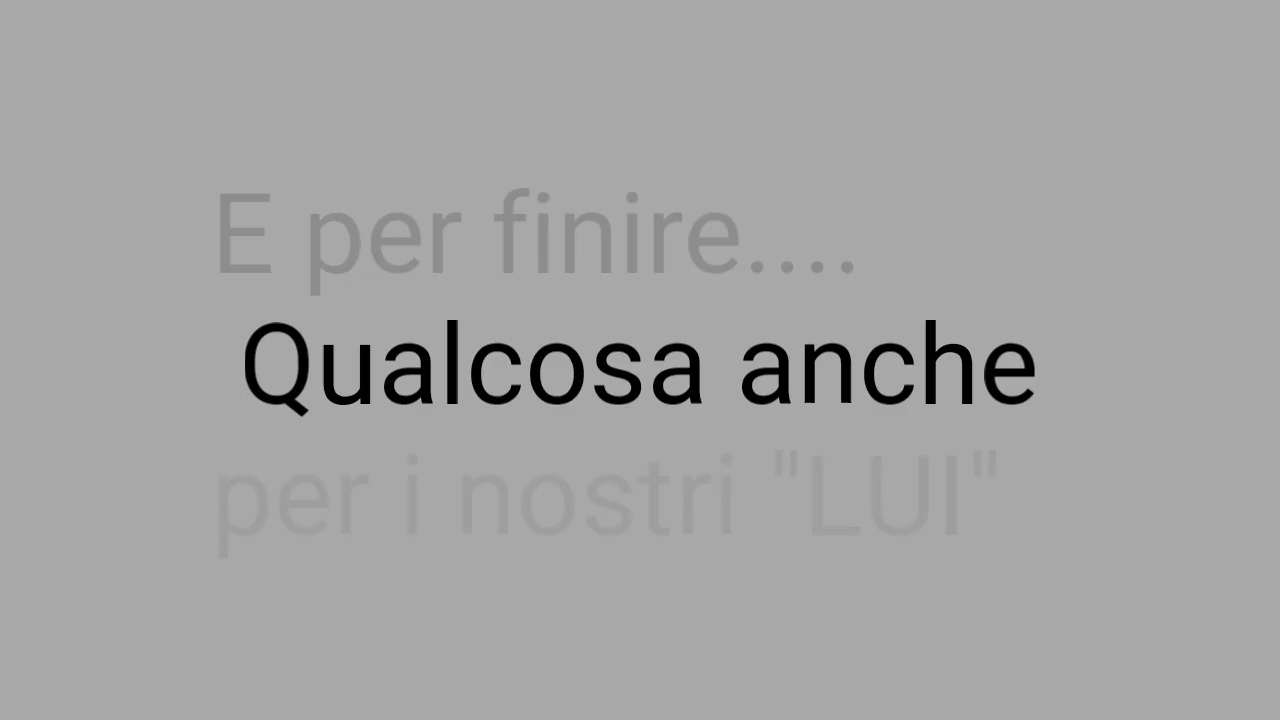 E per finire....
Qualcosa anche
per i nostri "LUI"